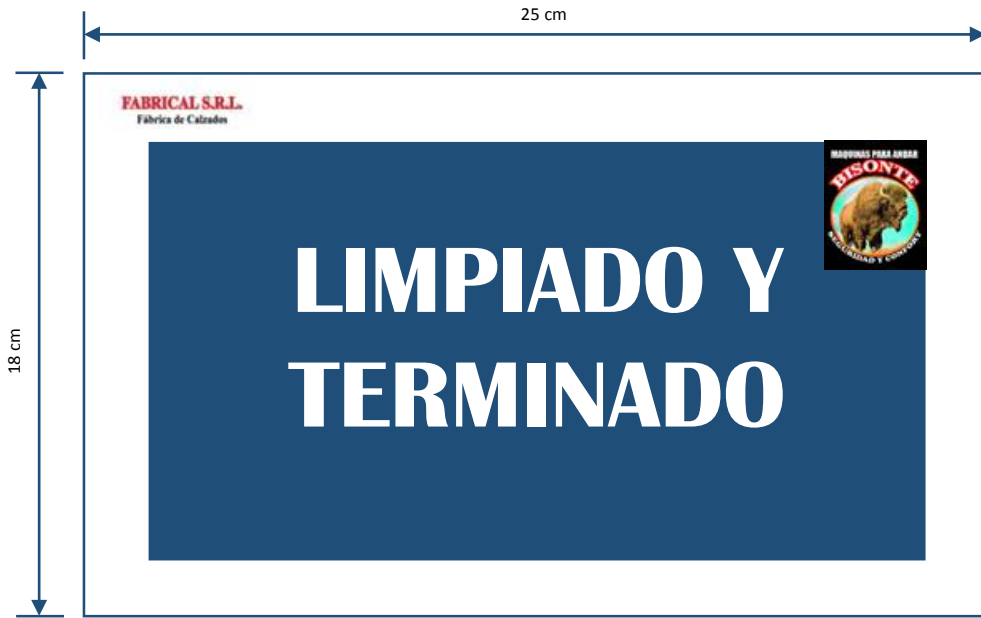 25 cm
18 cm
FABRICAL S.R.L.
Fábrica de Calzados
MAQUINAS PARA ANDAR
BISONTE
SEGURIDAD Y CONFORT
LIMPIADO Y
TERMINADO